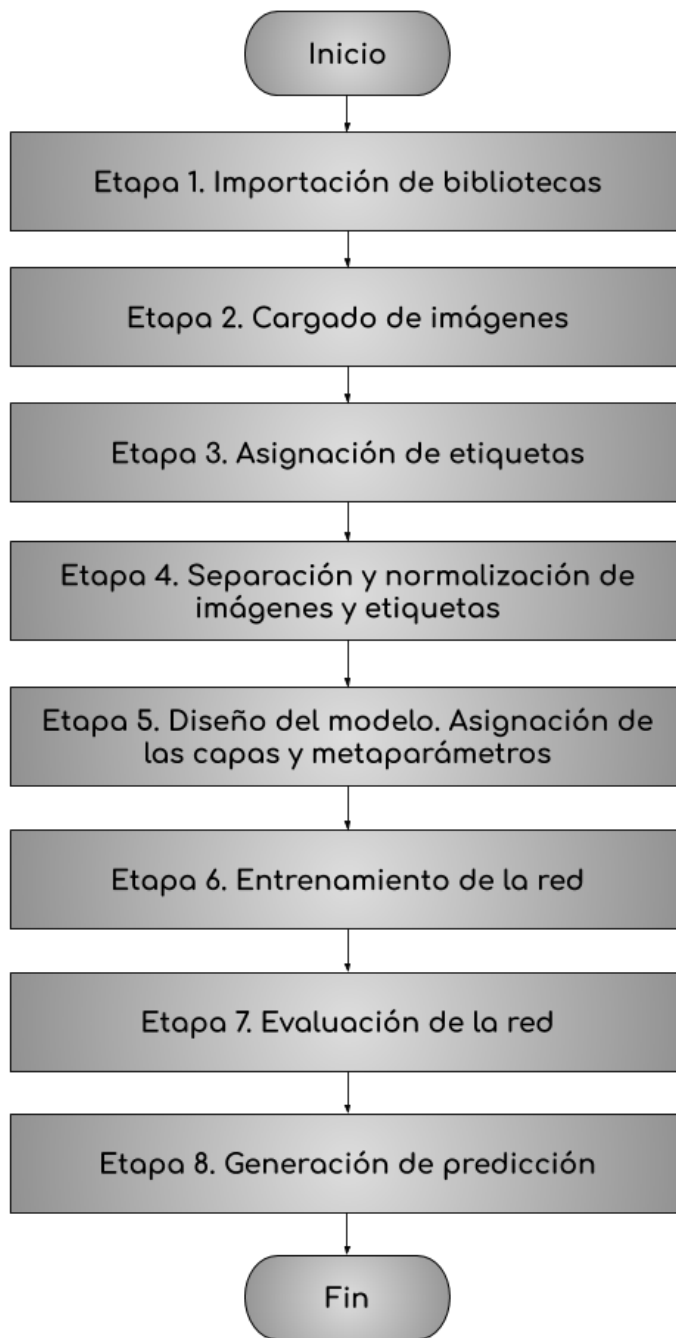 Inicio
Etapa 1. Importación de bibliotecas
Etapa 2. Cargado de imágenes
Etapa 3. Asignación de etiquetas
Etapa 4. Separación y normalización de
imágenes y etiquetas
Etapa 5. Diseño del modelo. Asignación de
las capas y metaparámetros
Etapa 6. Entrenamiento de la red
Etapa 7. Evaluación de la red
Etapa 8. Generación de predicción
Fin